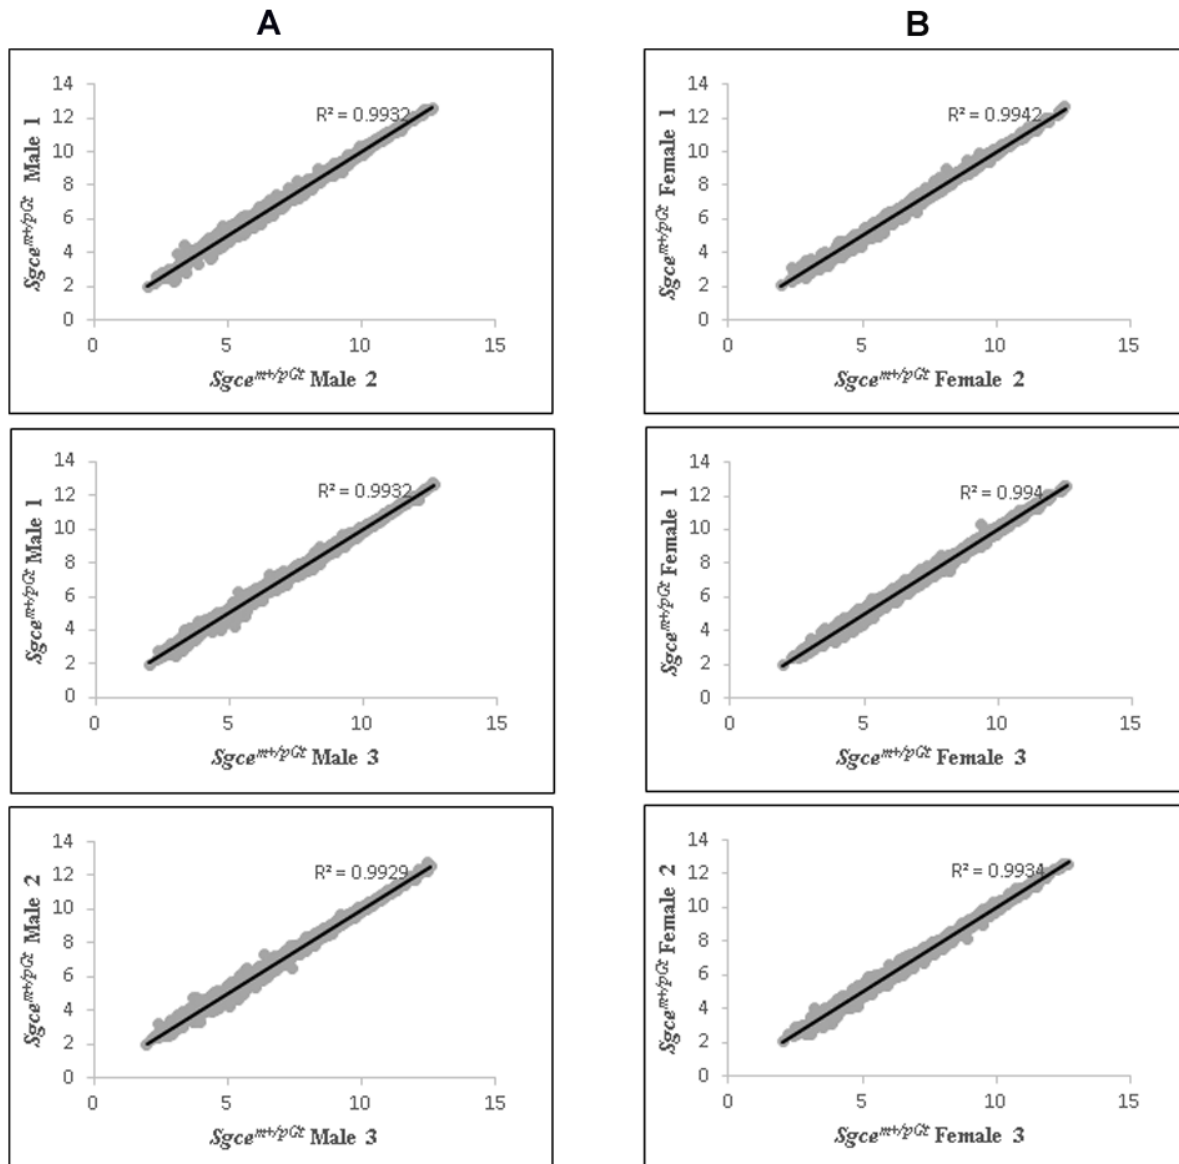 A
B
14
12
10
8
6
4
2
0
0 5 10 15
R² = 0.9932
Sgce^m+/pGt Male 1
Sgce^m+/pGt Male 2
14
12
10
8
6
4
2
0
0 5 10 15
R² = 0.9942
Sgce^m+/pGt Female 1
Sgce^m+/pGt Female 2
14
12
10
8
6
4
2
0
0 5 10 15
R² = 0.9932
Sgce^m+/pGt Male 1
Sgce^m+/pGt Male 3
14
12
10
8
6
4
2
0
0 5 10 15
R² = 0.994
Sgce^m+/pGt Female 1
Sgce^m+/pGt Female 3
14
12
10
8
6
4
2
0
0 5 10 15
R² = 0.9929
Sgce^m+/pGt Male 2
Sgce^m+/pGt Male 3
14
12
10
8
6
4
2
0
0 5 10 15
R² = 0.9934
Sgce^m+/pGt Female 2
Sgce^m+/pGt Female 3